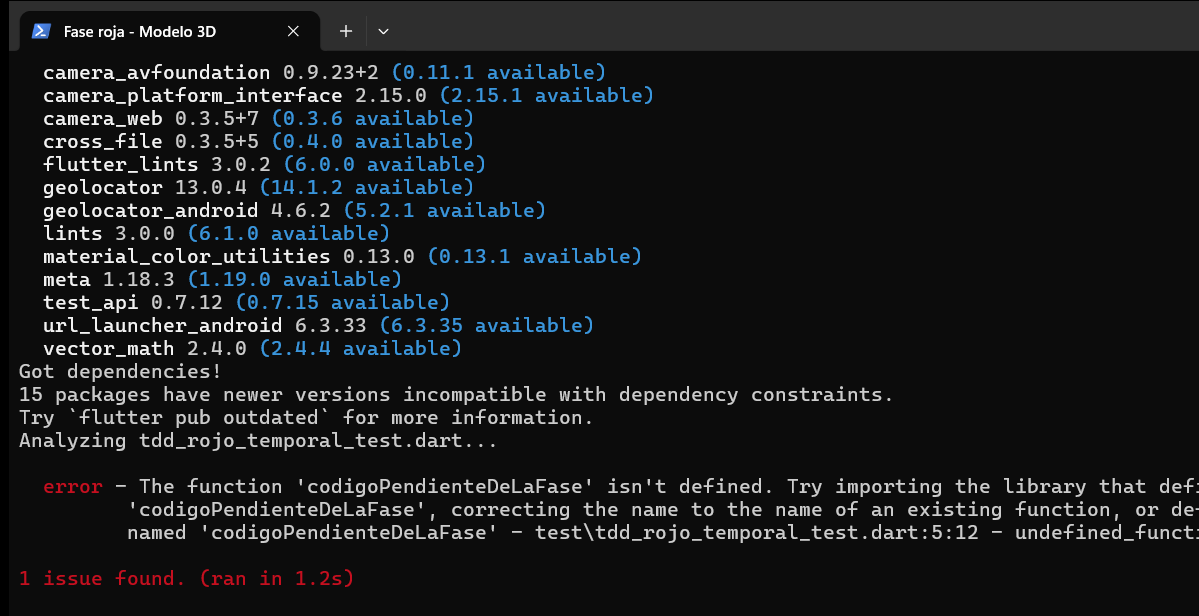 Fase roja - Modelo 3D
camera_avfoundation 0.9.23+2 (0.11.1 available)
camera_platform_interface 2.15.0 (2.15.1 available)
camera_web 0.3.5+7 (0.3.6 available)
cross_file 0.3.5+5 (0.4.0 available)
flutter_lints 3.0.2 (6.0.0 available)
geolocator 13.0.4 (14.1.2 available)
geolocator_android 4.6.2 (5.2.1 available)
lints 3.0.0 (6.1.0 available)
material_color_utilities 0.13.0 (0.13.1 available)
meta 1.18.3 (1.19.0 available)
test_api 0.7.12 (0.7.15 available)
url_launcher_android 6.3.33 (6.3.35 available)
vector_math 2.4.0 (2.4.4 available)
Got dependencies!
15 packages have newer versions incompatible with dependency constraints.
Try `flutter pub outdated` for more information.
Analyzing tdd_rojo_temporal_test.dart...
error - The function 'codigoPendienteDeLaFase' isn't defined. Try importing the library that defi
'codigoPendienteDeLaFase', correcting the name to the name of an existing function, or de
named 'codigoPendienteDeLaFase' - test\tdd_rojo_temporal_test.dart:5:12 - undefined_functi
1 issue found. (ran in 1.2s)